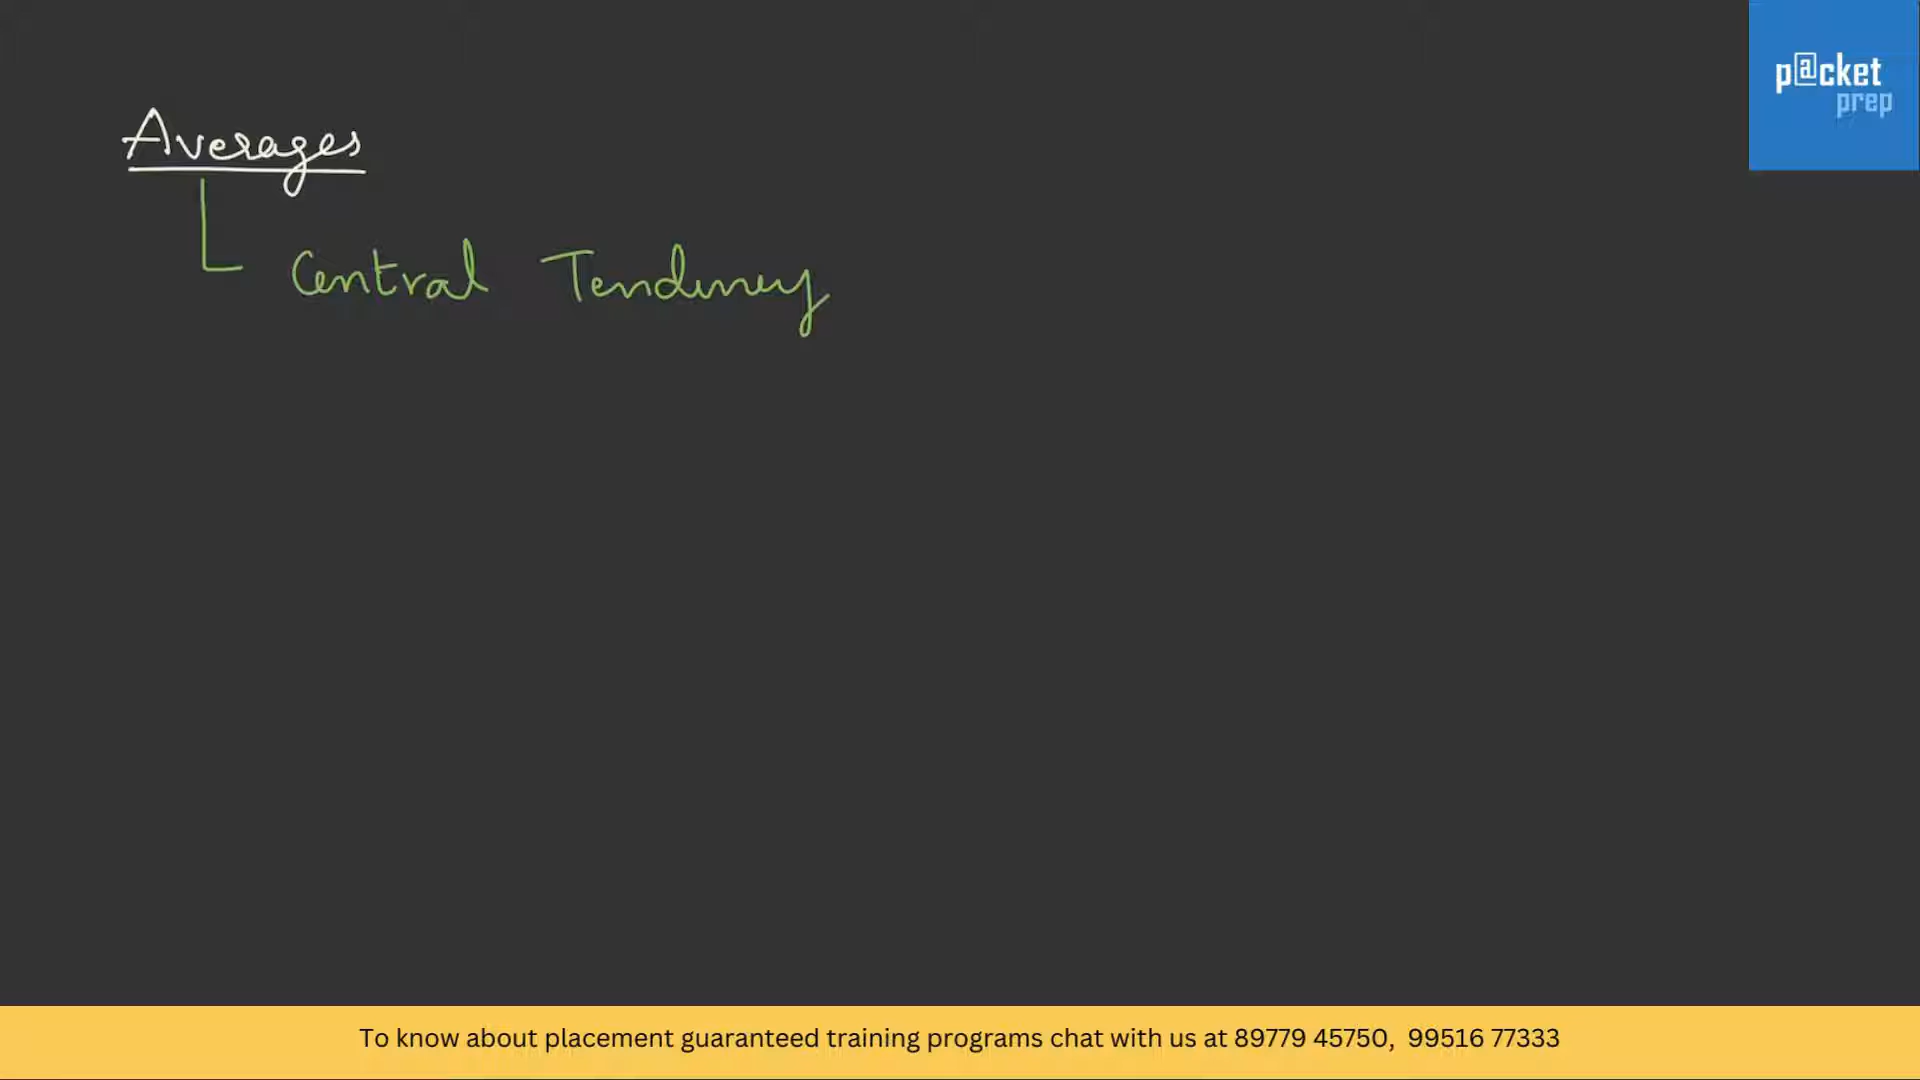 p@cket
prep
Averages
Central Tendency
To know about placement guaranteed training programs chat with us at 89779 45750, 99516 77333